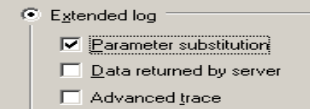 Extended log
Parameter substitution
Data returned by server
Advanced trace